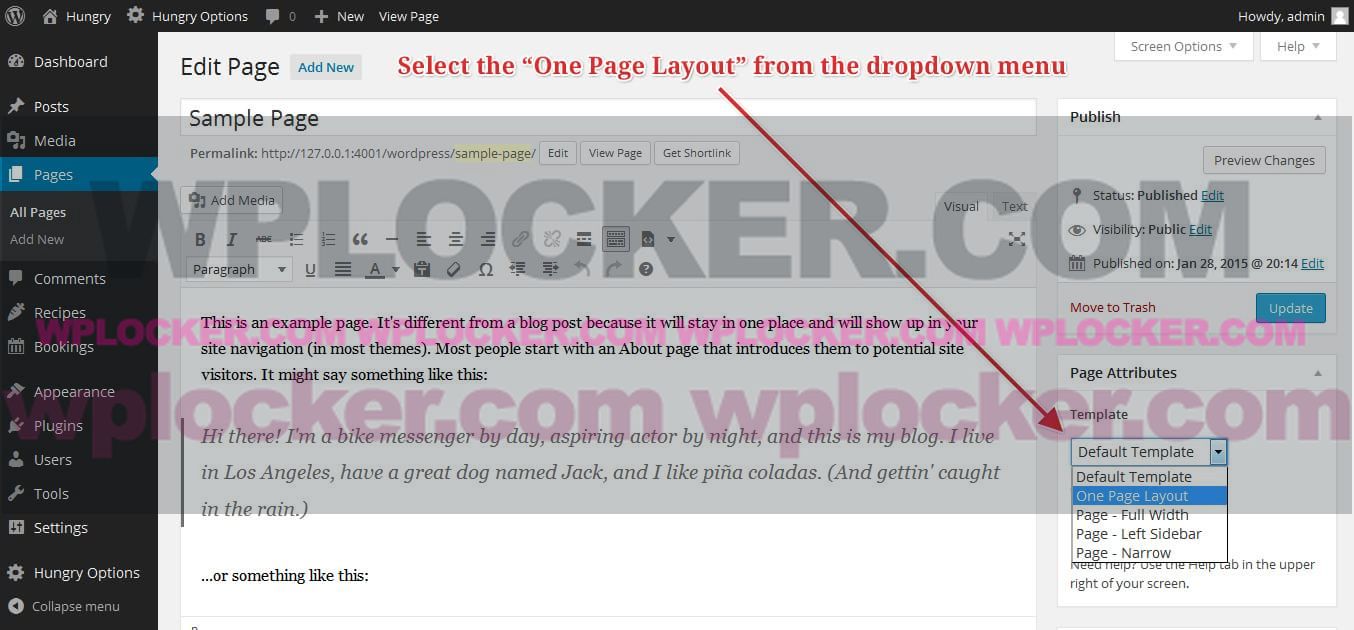 Hungry
Hungry Options
0
New
View Page
Howdy, admin
Dashboard
Posts
Media
Pages
All Pages
Add New
Comments
Recipes
Bookings
Appearance
Plugins
Users
Tools
Settings
Hungry Options
Collapse menu
Edit Page
Add New
Select the “One Page Layout” from the dropdown menu
Screen Options
Help
Sample Page
Permalink: http://127.0.0.1:4001/wordpress/sample-page/ Edit View Page Get Shortlink
Add Media
Visual Text
B I ABC
Paragraph U A Ω
This is an example page. It's different from a blog post because it will stay in one place and will show up in your
site navigation (in most themes). Most people start with an About page that introduces them to potential site
visitors. It might say something like this:
Hi there! I'm a bike messenger by day, aspiring actor by night, and this is my blog. I live
in Los Angeles, have a great dog named Jack, and I like piña coladas. (And gettin' caught
in the rain.)
...or something like this:
Publish
Preview Changes
Status: Published Edit
Visibility: Public Edit
Published on: Jan 28, 2015 @ 20:14 Edit
Move to Trash
Update
Page Attributes
Template
Default Template
Default Template
One Page Layout
Page - Full Width
Page - Left Sidebar
Page - Narrow
Need help? Use the Help tab in the upper
right of your screen.
WPLOCKER.COM
WPLOCKER.COM WPLOCKER.COM WPLOCKER.COM WPLOCKER.COM
wplocker.com wplocker.com